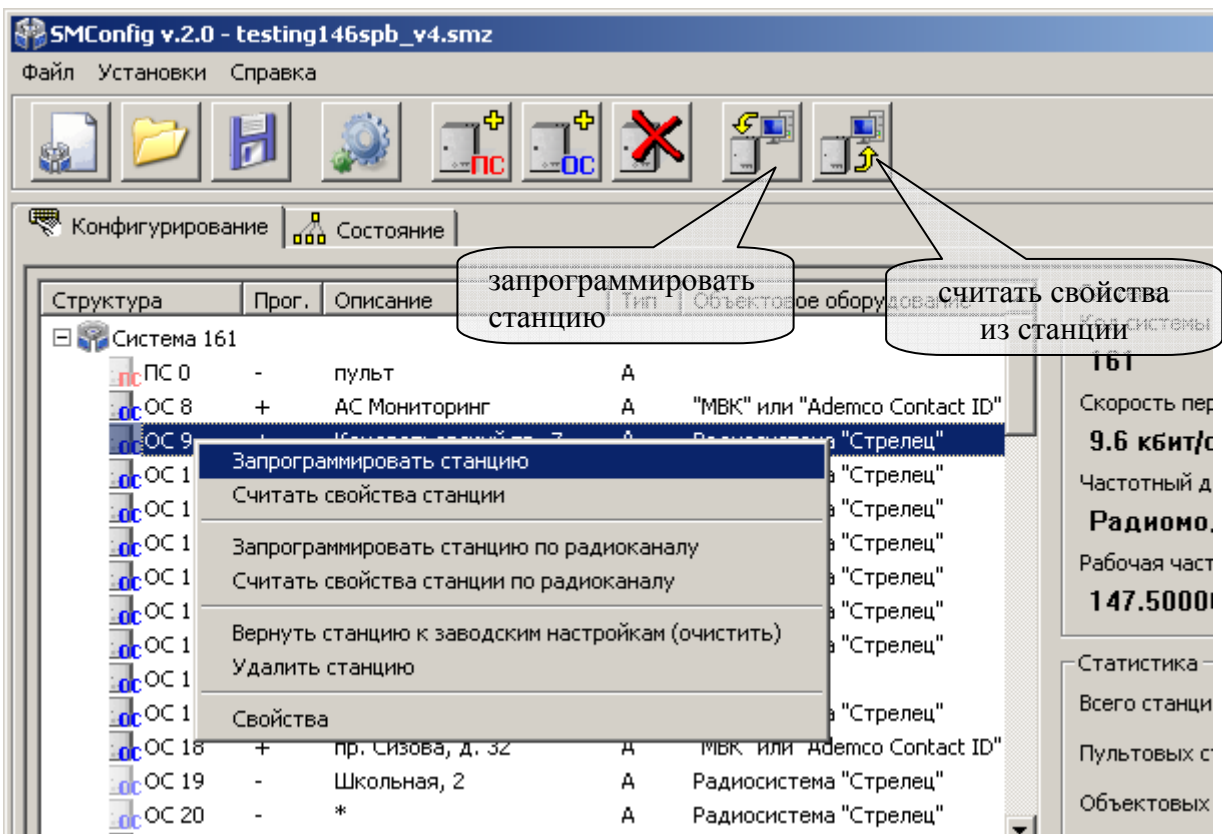 SMConfig v.2.0 - testing146spb_v4.smz
Файл Установки Справка
ПС ОС
Конфигурирование Состояние
запрограммировать
станцию
считать свойства
из станции
Структура Прог. Описание Тип Объектовое оборудование
Код системы
Система 161
161
ПС 0 - пульт А
ОС 8 + АС Мониторинг А "МВК" или "Ademco Contact ID"
Скорость пер
ОС 9
9.6 кбит/с
Запрограммировать станцию
Считать свойства станции
Запрограммировать станцию по радиоканалу
Считать свойства станции по радиоканалу
Вернуть станцию к заводским настройкам (очистить)
Удалить станцию
Свойства
ОС 1 "Стрелец"
ОС 1 "Стрелец"
ОС 1 "Стрелец"
ОС 1 "Стрелец"
ОС 1 "Стрелец"
ОС 1 "Стрелец"
ОС 1
ОС 1 "Стрелец"
Частотный д
Радиомо
Рабочая част
147.5000
Статистика
Всего станци
ОС 18 + пр. Сизова, д. 32 А "МВК" или "Ademco Contact ID"
Пультовых с
ОС 19 - Школьная, 2 А Радиосистема "Стрелец"
Объектовых
ОС 20 - * А Радиосистема "Стрелец"